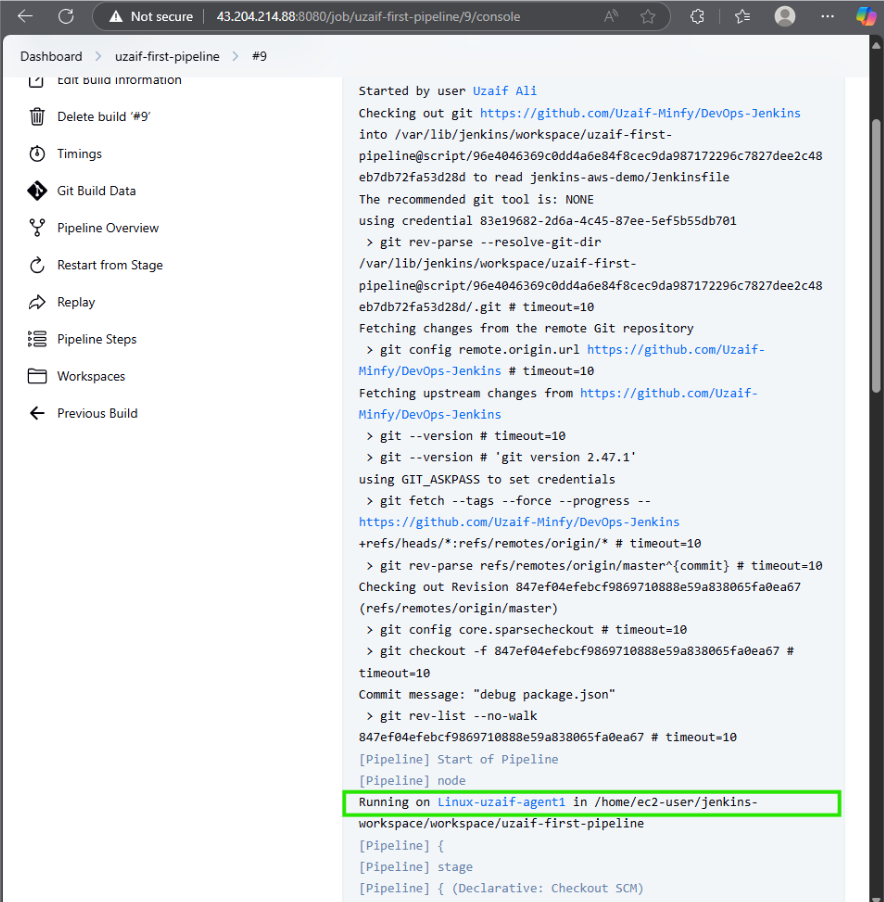 Not secure 43.204.214.88:8080/job/uzaif-first-pipeline/9/console
Dashboard > uzaif-first-pipeline > #9
Edit Build Information
Delete build '#9'
Timings
Git Build Data
Pipeline Overview
Restart from Stage
Replay
Pipeline Steps
Workspaces
Previous Build
Started by user Uzaif Ali
Checking out git https://github.com/Uzaif-Minfy/DevOps-Jenkins
into /var/lib/jenkins/workspace/uzaif-first-
pipeline@script/96e4046369c0dd4a6e84f8cec9da987172296c7827dee2c48
eb7db72fa53d28d to read jenkins-aws-demo/Jenkinsfile
The recommended git tool is: NONE
using credential 83e19682-2d6a-4c45-87ee-5ef5b55db701
> git rev-parse --resolve-git-dir
/var/lib/jenkins/workspace/uzaif-first-
pipeline@script/96e4046369c0dd4a6e84f8cec9da987172296c7827dee2c48
eb7db72fa53d28d/.git # timeout=10
Fetching changes from the remote Git repository
> git config remote.origin.url https://github.com/Uzaif-
Minfy/DevOps-Jenkins # timeout=10
Fetching upstream changes from https://github.com/Uzaif-
Minfy/DevOps-Jenkins
> git --version # timeout=10
> git --version # 'git version 2.47.1'
using GIT_ASKPASS to set credentials
> git fetch --tags --force --progress --
https://github.com/Uzaif-Minfy/DevOps-Jenkins
+refs/heads/*:refs/remotes/origin/* # timeout=10
> git rev-parse refs/remotes/origin/master^{commit} # timeout=10
Checking out Revision 847ef04efebcf9869710888e59a838065fa0ea67
(refs/remotes/origin/master)
> git config core.sparsecheckout # timeout=10
> git checkout -f 847ef04efebcf9869710888e59a838065fa0ea67 #
timeout=10
Commit message: "debug package.json"
> git rev-list --no-walk
847ef04efebcf9869710888e59a838065fa0ea67 # timeout=10
[Pipeline] Start of Pipeline
[Pipeline] node
Running on Linux-uzaif-agent1 in /home/ec2-user/jenkins-
workspace/workspace/uzaif-first-pipeline
[Pipeline] {
[Pipeline] stage
[Pipeline] { (Declarative: Checkout SCM)